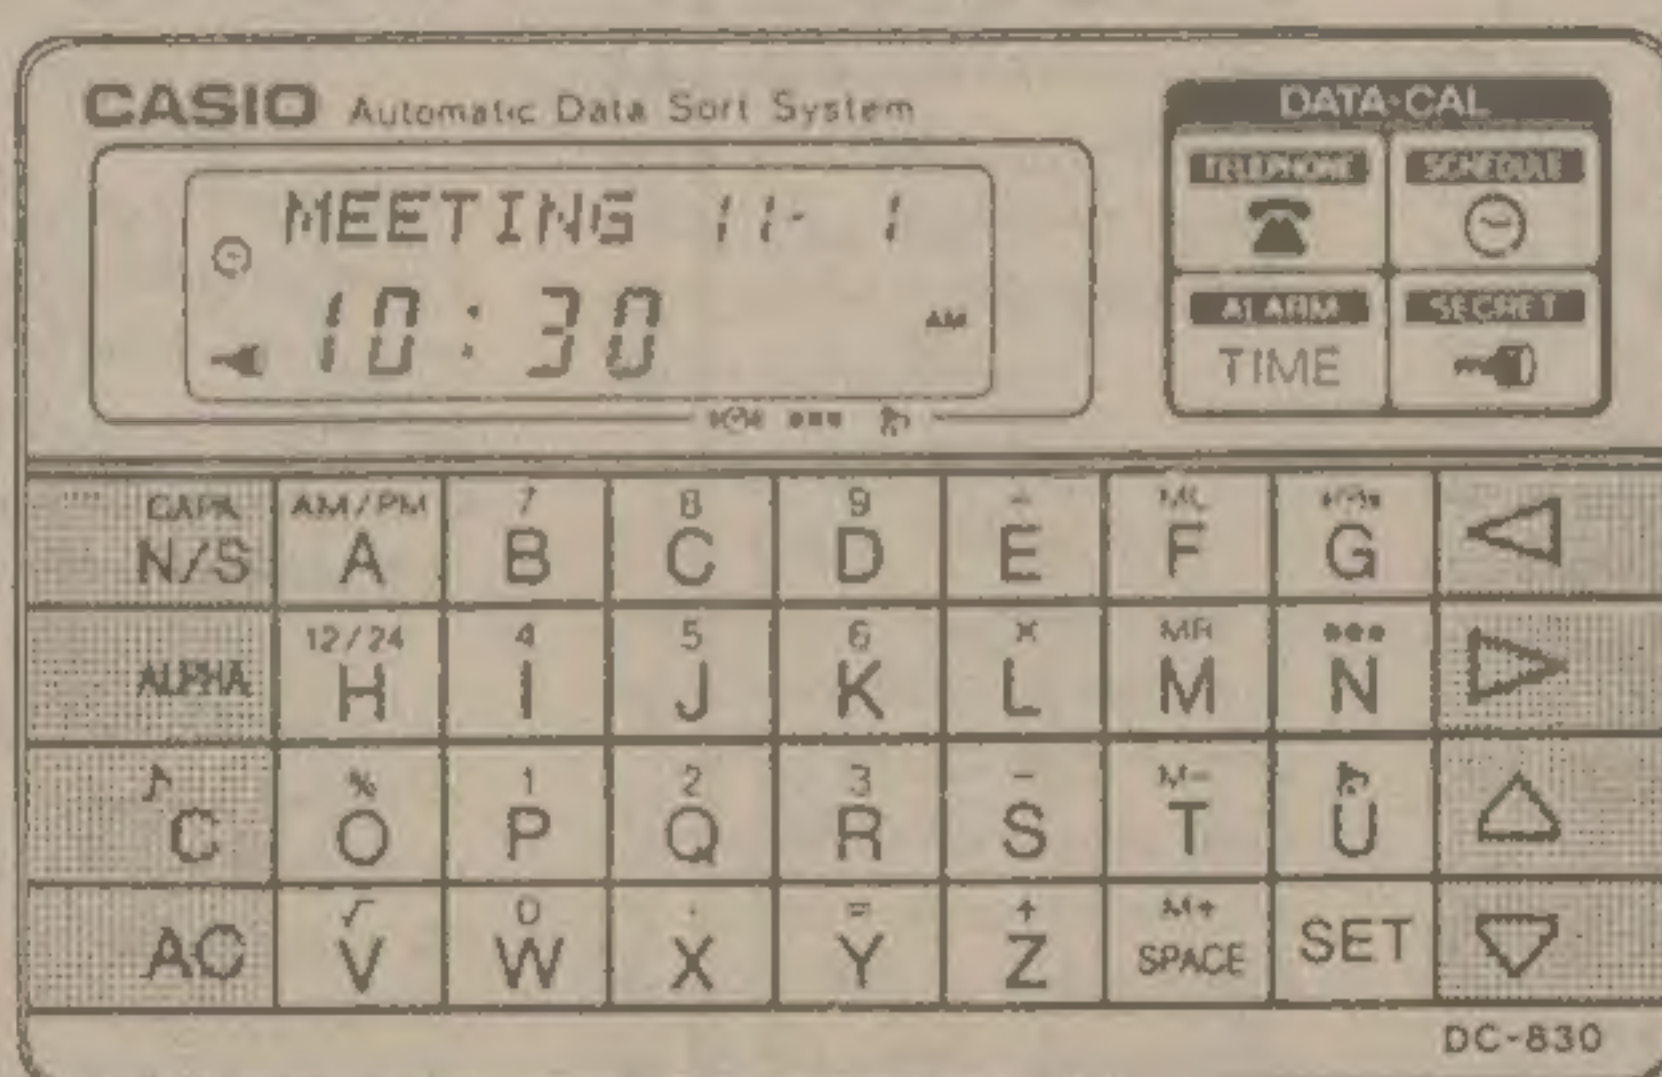 CASIO Automatic Data Sort System
DATA·CAL
TELEPHONE SCHEDULE
MEETING 11- 1
10:30 AM
ALARM SECRET
TIME
CAPA AM/PM 7 8 9 ÷ MC
N/S A B C D E F G
12/24 4 5 6 × MR
ALPHA H I J K L M N
% 1 2 3 - M-
C O P Q R S T U
√ 0 · = + M+
AC V W X Y Z SPACE SET
DC-830